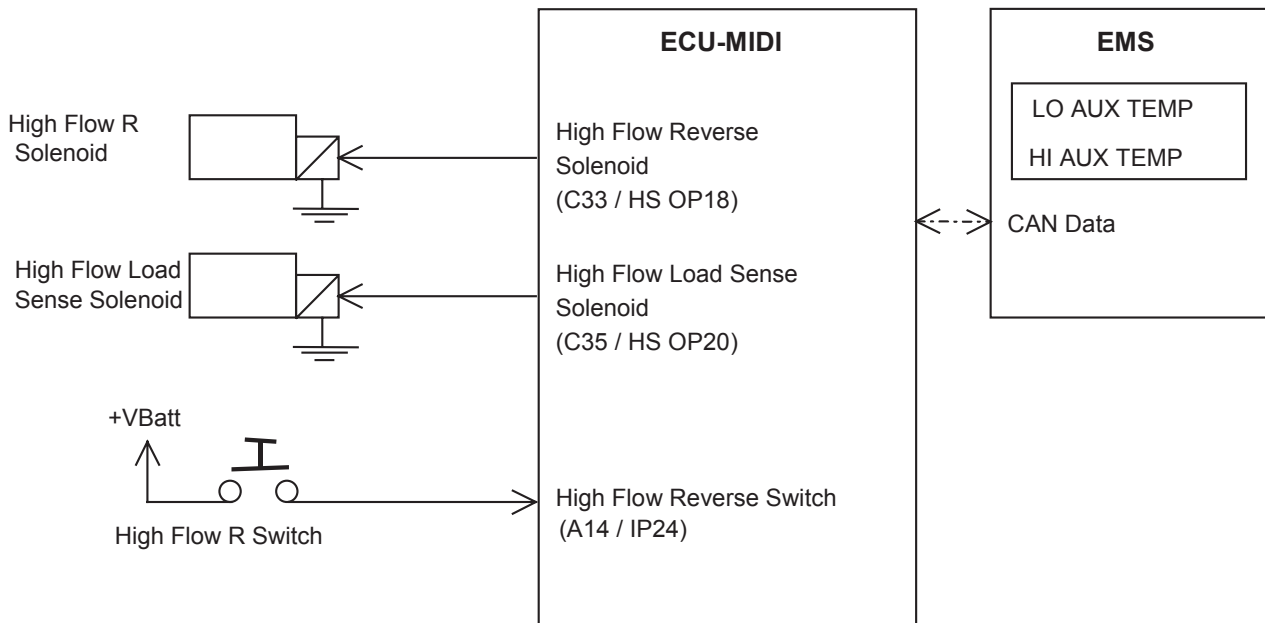 ECU-MIDI
EMS
High Flow R
Solenoid
High Flow Reverse
Solenoid
(C33 / HS OP18)
LO AUX TEMP
HI AUX TEMP
CAN Data
High Flow Load
Sense Solenoid
High Flow Load Sense
Solenoid
(C35 / HS OP20)
+VBatt
High Flow R Switch
High Flow Reverse Switch
(A14 / IP24)